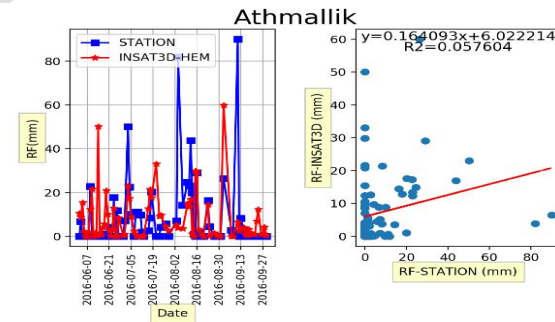 Athmallik
STATION
INSAT3D-HEM
RF(mm)
80
60
40
20
0
2016-06-07
2016-06-21
2016-07-05
2016-07-19
2016-08-02
2016-08-16
2016-08-30
2016-09-13
2016-09-27
Date
y=0.164093x+6.022214
R2=0.057604
RF-INSAT3D (mm)
60
50
40
30
20
10
0
0
20
40
60
80
RF-STATION (mm)